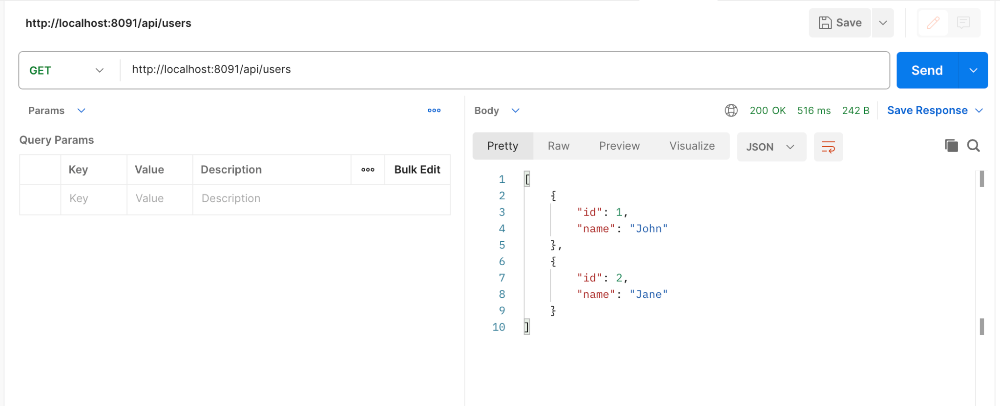 http://localhost:8091/api/users
Save
GET http://localhost:8091/api/users
Send
Params
Query Params
Key Value Description Bulk Edit
Key Value Description
Body 200 OK 516 ms 242 B Save Response
Pretty Raw Preview Visualize JSON
1 [
2 {
3 "id": 1,
4 "name": "John"
5 },
6 {
7 "id": 2,
8 "name": "Jane"
9 }
10 ]